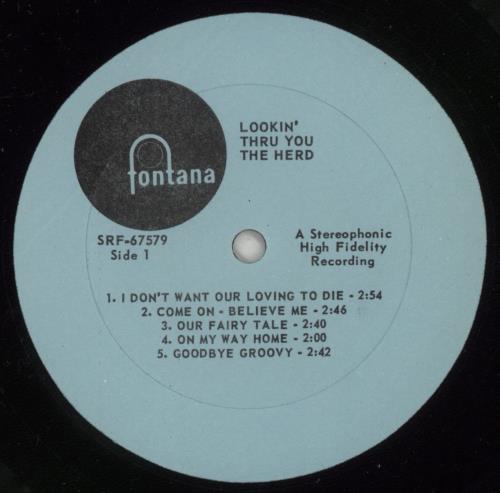 LOOKIN'
THRU YOU
THE HERD
fontana
SRF-67579
Side 1
A Stereophonic
High Fidelity
Recording
1. I DON'T WANT OUR LOVING TO DIE - 2:54
2. COME ON - BELIEVE ME - 2:46
3. OUR FAIRY TALE - 2:40
4. ON MY WAY HOME - 2:00
5. GOODBYE GROOVY - 2:42